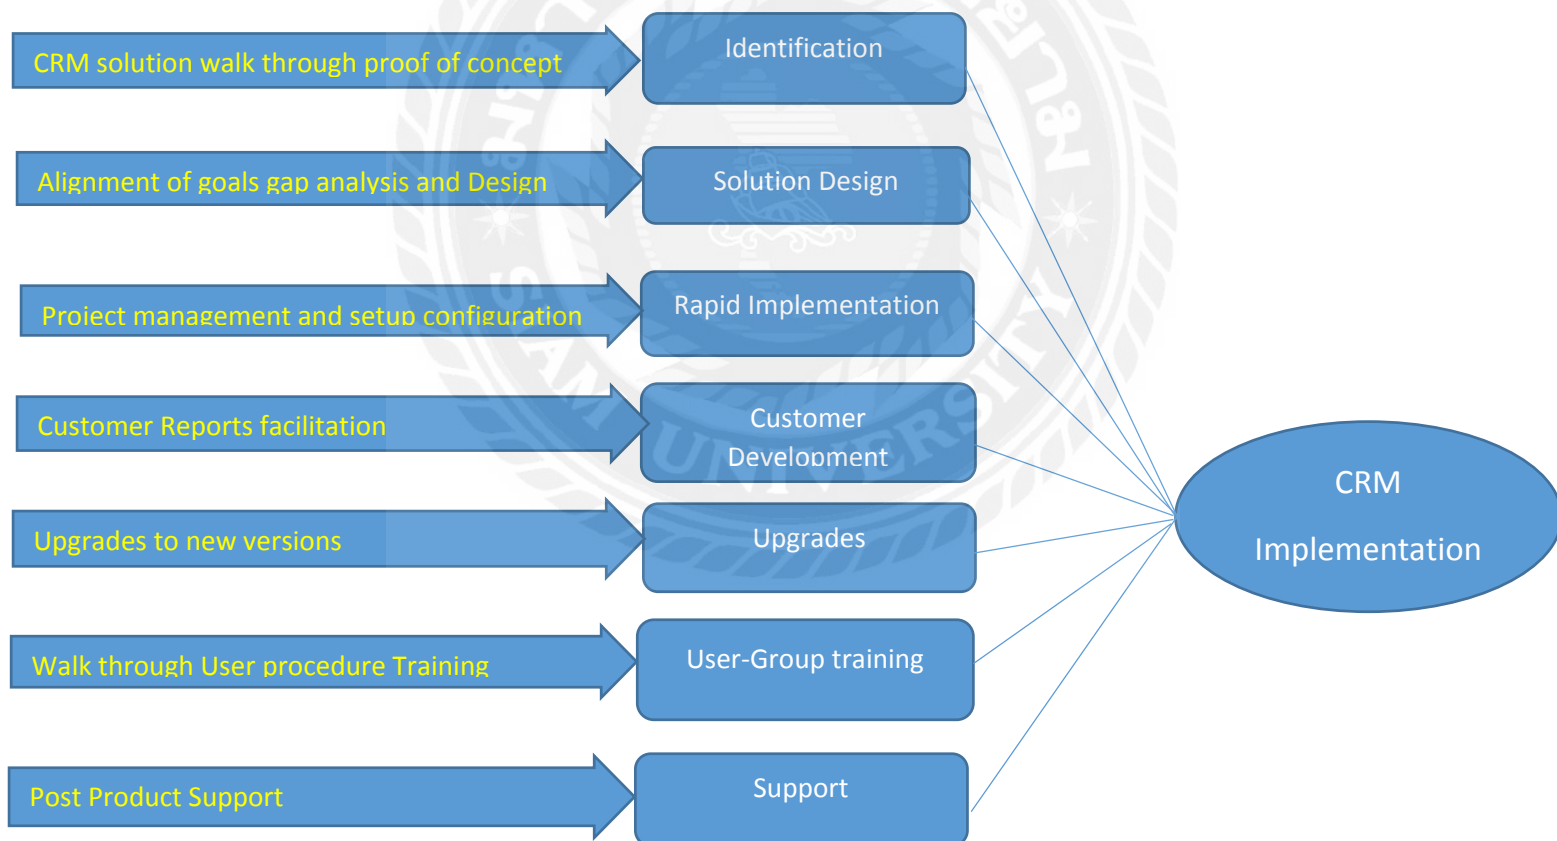 CRM solution walk through proof of concept
Identification
Alignment of goals gap analysis and Design
Solution Design
Project management and setup configuration
Rapid Implementation
Customer Reports facilitation
Customer
Development
Upgrades to new versions
Upgrades
Walk through User procedure Training
User-Group training
Post Product Support
Support
CRM
Implementation
SIAM UNIVERSITY